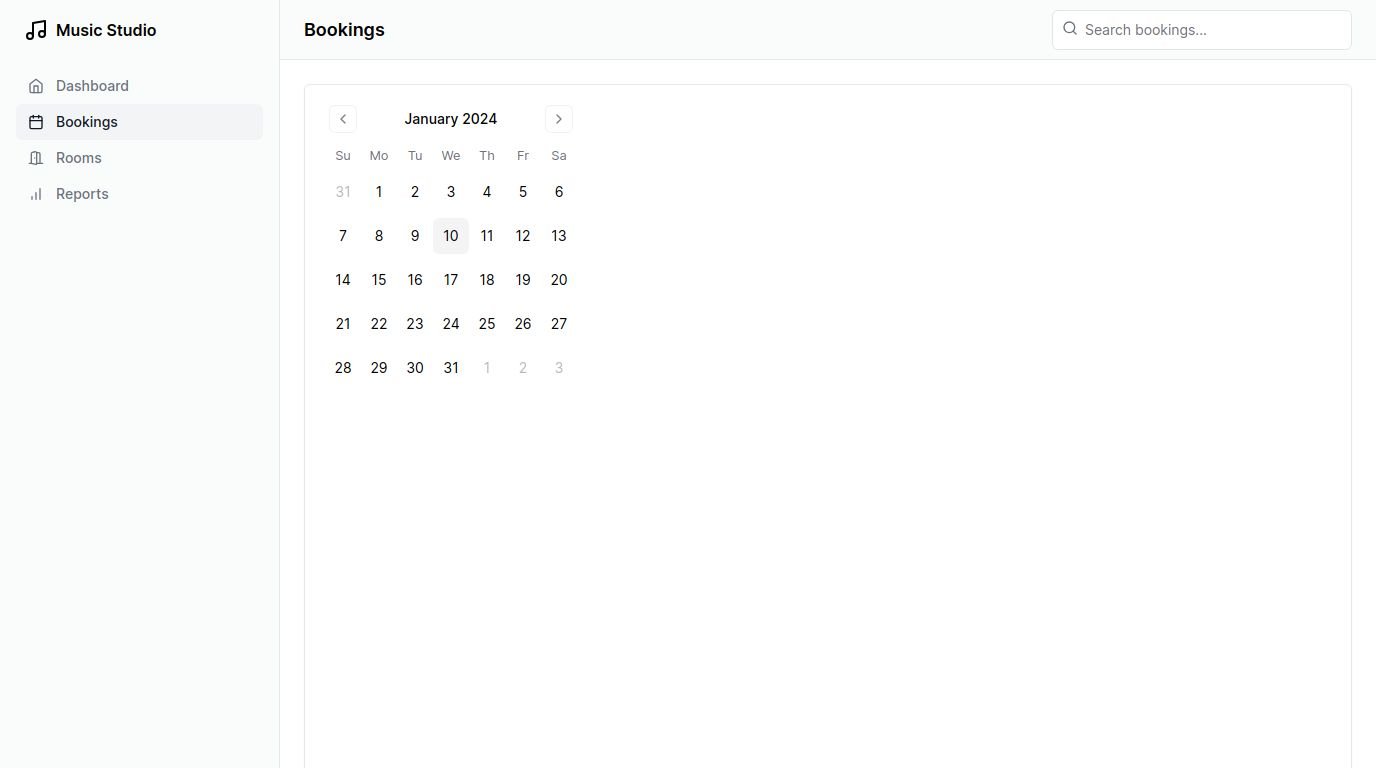 Music Studio
Dashboard
Bookings
Rooms
Reports
Bookings
Search bookings...
January 2024
Su Mo Tu We Th Fr Sa
31 1 2 3 4 5 6
7 8 9 10 11 12 13
14 15 16 17 18 19 20
21 22 23 24 25 26 27
28 29 30 31 1 2 3